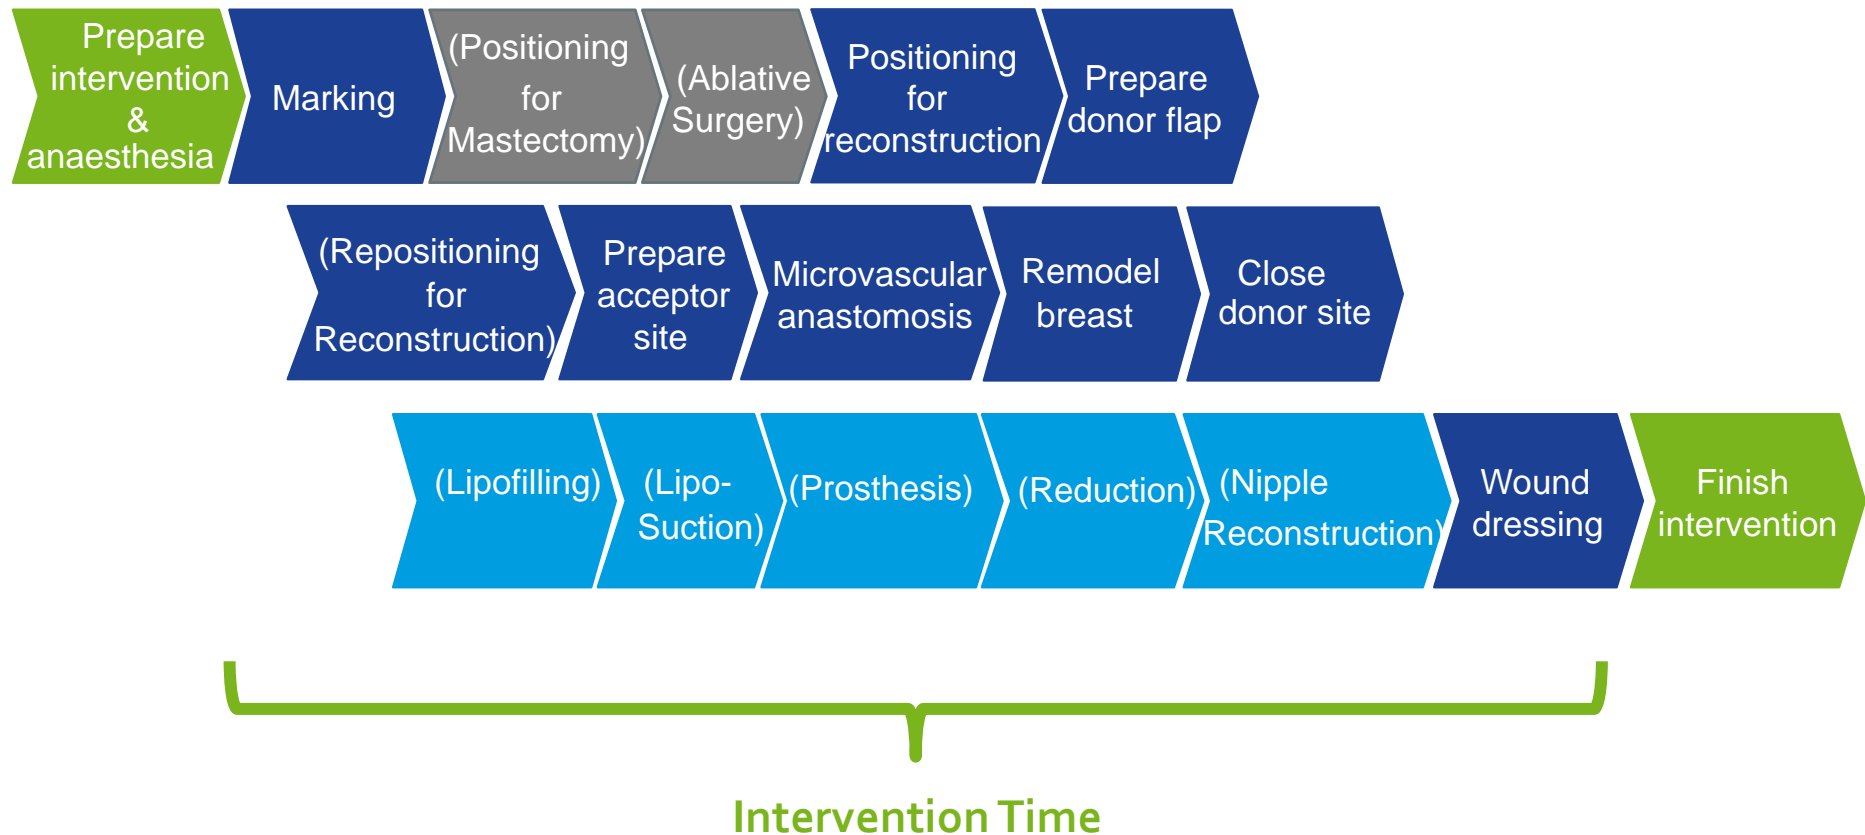 Prepare
intervention
&
anaesthesia
Marking
(Positioning
for
Mastectomy)
(Ablative
Surgery)
Positioning
for
reconstruction
Prepare
donor flap
(Repositioning
for
Reconstruction)
Prepare
acceptor
site
Microvascular
anastomosis
Remodel
breast
Close
donor site
(Lipofilling)
(Lipo-
Suction)
(Prosthesis)
(Reduction)
(Nipple
Reconstruction)
Wound
dressing
Finish
intervention
Intervention Time